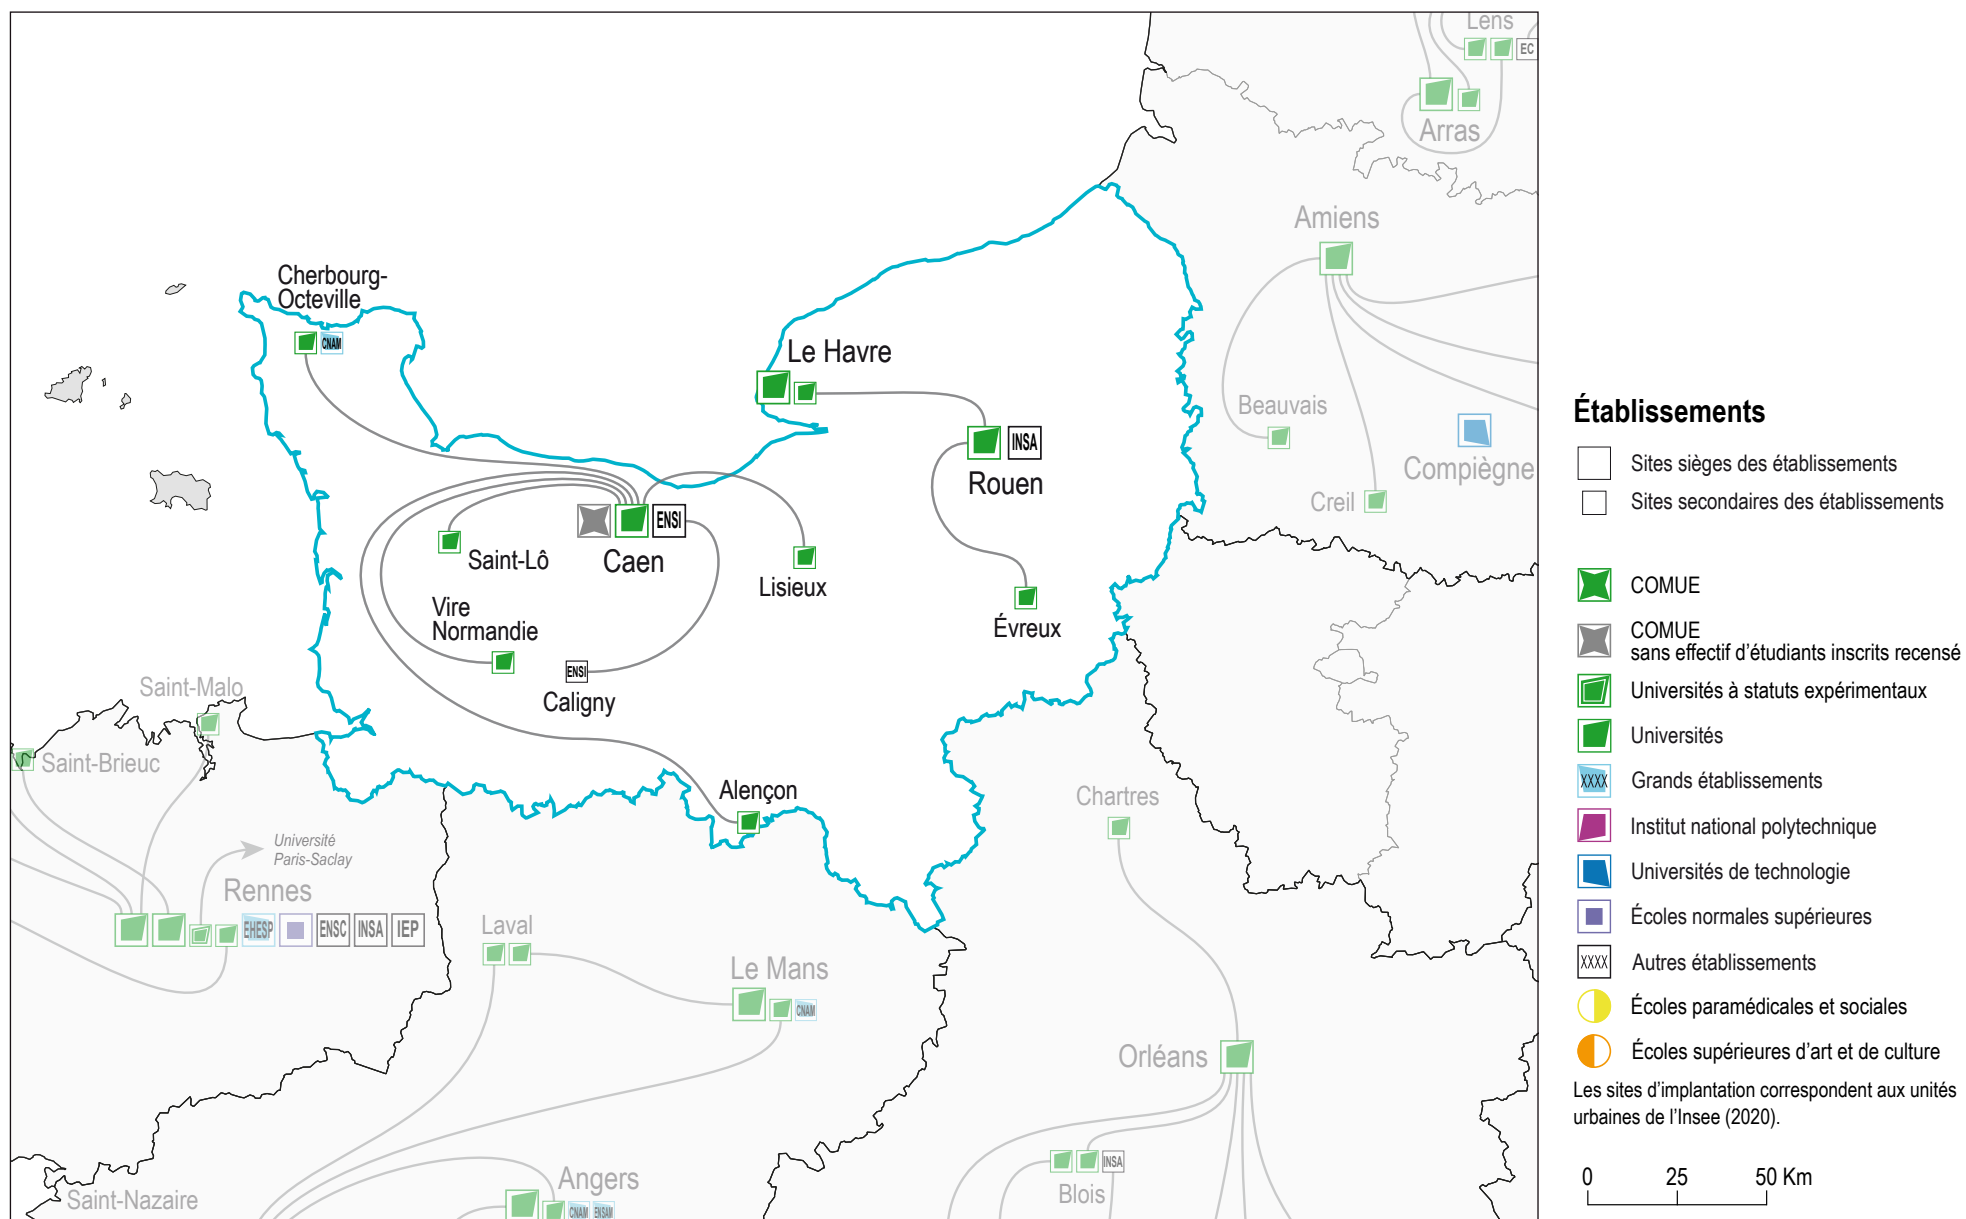 Lens
EC
Arras
Amiens
Cherbourg-
Octeville
CNAM
Le Havre
Beauvais
INSA
Rouen
Compiègne
Creil
ENSI
Saint-Lô
Caen
Lisieux
Vire
Normandie
Évreux
ENSI
Caligny
Saint-Malo
Saint-Brieuc
Alençon
Chartres
Université
Paris-Saclay
Rennes
EHESP
ENSC
INSA
IEP
Laval
Le Mans
CNAM
Orléans
INSA
Blois
Angers
CNAM
ENSAM
Saint-Nazaire
Établissements
Sites sièges des établissements
Sites secondaires des établissements
COMUE
COMUE
sans effectif d’étudiants inscrits recensé
Universités à statuts expérimentaux
Universités
XXXX Grands établissements
Institut national polytechnique
Universités de technologie
Écoles normales supérieures
XXXX Autres établissements
Écoles paramédicales et sociales
Écoles supérieures d’art et de culture
Les sites d’implantation correspondent aux unités
urbaines de l’Insee (2020).
0 25 50 Km